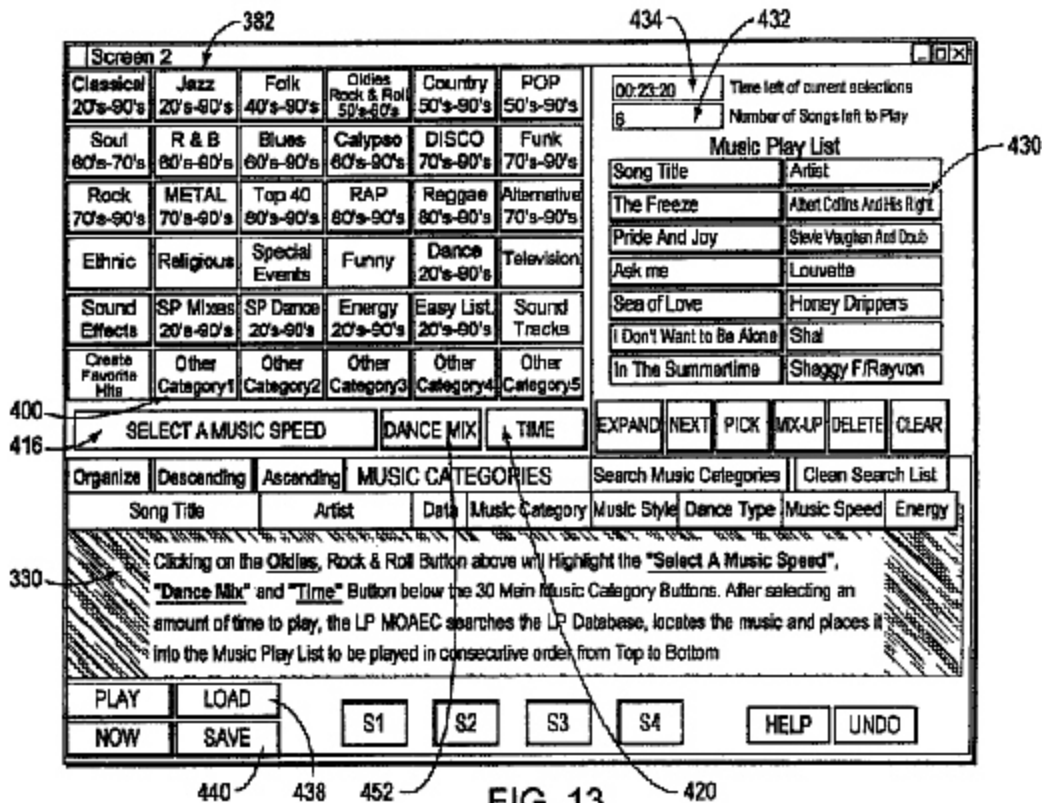 382
434
432
Screen 2
Classical Jazz Folk Oldies Country POP
20's-90's 20's-90's 40's-90's Rock & Roll 50's-60's 50's-90's 50's-90's
Soul R & B Blues Calypso DISCO Funk
60's-70's 60's-90's 60's-90's 60's-90's 70's-90's 70's-90's
Rock METAL Top 40 RAP Reggae Alternative
70's-90's 70's-90's 80's-90's 80's-90's 80's-90's 70's-90's
Ethnic Religious Special Events Funny Dance 20's-90's Television
Sound Effects SP Mixes 20's-90's SP Dance 20's-90's Energy 20's-90's Easy List. 20's-90's Sound Tracks
Create Favorite Hits Other Category1 Other Category2 Other Category3 Other Category4 Other Category5
00:23:20 Time left of current selections
6 Number of Songs left to Play
430
Music Play List
Song Title Artist
The Freeze Albert Collins And His Right
Pride And Joy Stevie Vaughan And Doub
Ask me Louvette
Sea of Love Honey Drippers
I Don't Want to Be Alone Shai
In The Summertime Shaggy F/Rayvon
400
416
SELECT A MUSIC SPEED DANCE MIX TIME
EXPAND NEXT PICK MIX-UP DELETE CLEAR
Organize Descending Ascending MUSIC CATEGORIES Search Music Categories Clean Search List
Song Title Artist Data Music Category Music Style Dance Type Music Speed Energy
330
Clicking on the Oldies, Rock & Roll Button above will Highlight the "Select A Music Speed",
"Dance Mix" and "Time" Button below the 30 Main Music Category Buttons. After selecting an
amount of time to play, the LP MOAEC searches the LP Database, locates the music and places it
into the Music Play List to be played in consecutive order from Top to Bottom
PLAY LOAD
NOW SAVE
S1 S2 S3 S4
HELP UNDO
440 438 452 420
FIG. 13